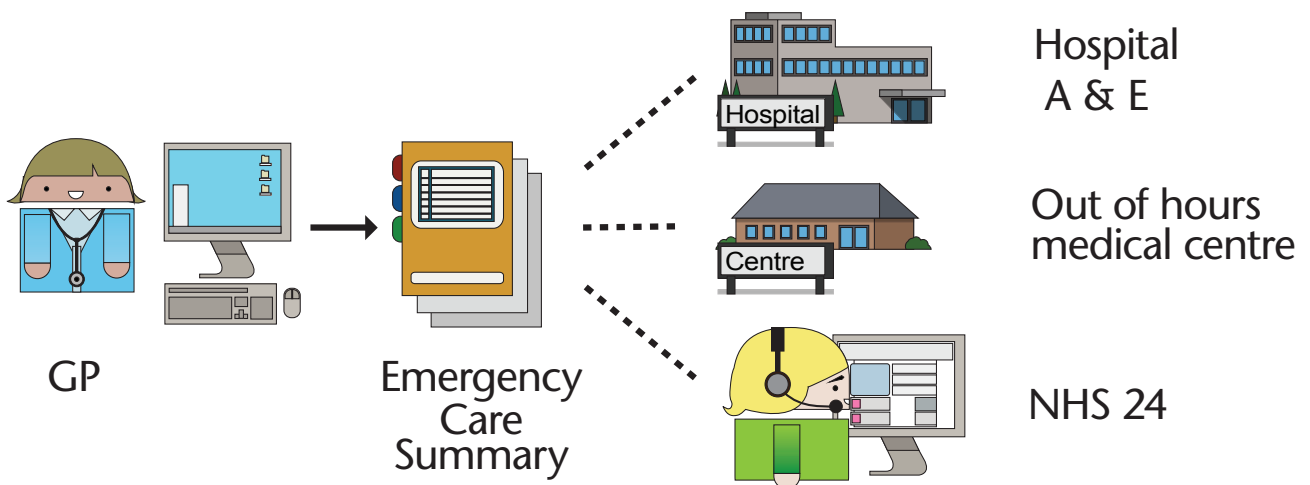 GP
Emergency
Care
Summary
Hospital
Hospital
A & E
Centre
Out of hours
medical centre
NHS 24